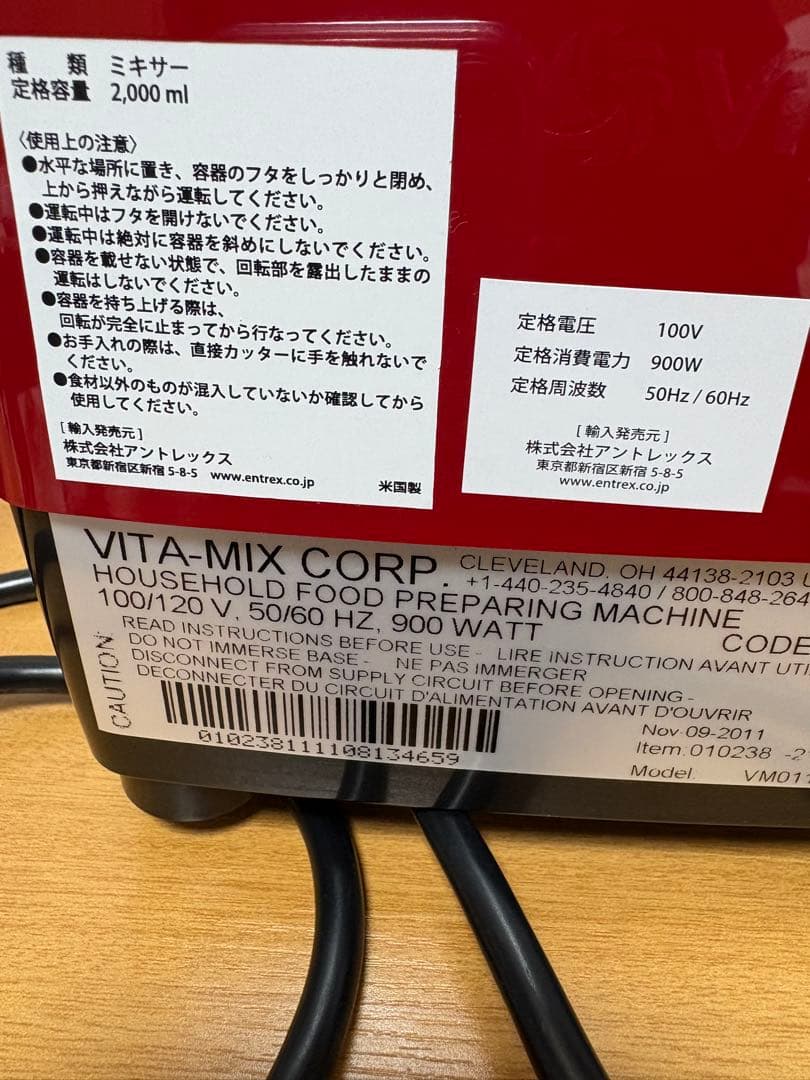 種　類　ミキサー
定格容量　2,000 ml
〈使用上の注意〉
●水平な場所に置き、容器のフタをしっかりと閉め、
上から押えながら運転してください。
●運転中はフタを開けないでください。
●運転中は絶対に容器を斜めにしないでください。
●容器を載せない状態で、回転部を露出したままの
運転はしないでください。
●容器を持ち上げる際は、
回転が完全に止まってから行なってください。
●お手入れの際は、直接カッターに手を触れないで
ください。
●食材以外のものが混入していないか確認してから
使用してください。
[ 輸入発売元 ]
株式会社アントレックス
東京都新宿区新宿 5-8-5　www.entrex.co.jp
米国製
定格電圧　100V
定格消費電力　900W
定格周波数　50Hz / 60Hz
[ 輸入発売元 ]
株式会社アントレックス
東京都新宿区新宿 5-8-5
www.entrex.co.jp
VITA-MIX CORP. CLEVELAND, OH 44138-2103
+1-440-235-4840 / 800-848-264
HOUSEHOLD FOOD PREPARING MACHINE
100/120 V, 50/60 HZ, 900 WATT
CODE
CAUTION:
READ INSTRUCTIONS BEFORE USE - LIRE INSTRUCTION AVANT UTI
DO NOT IMMERSE BASE - NE PAS IMMERGER
DISCONNECT FROM SUPPLY CIRCUIT BEFORE OPENING -
DECONNECTER DU CIRCUIT D'ALIMENTATION AVANT D'OUVRIR
010238111108134659
Nov-09-2011
Item. 010238 -2
Model. VM011